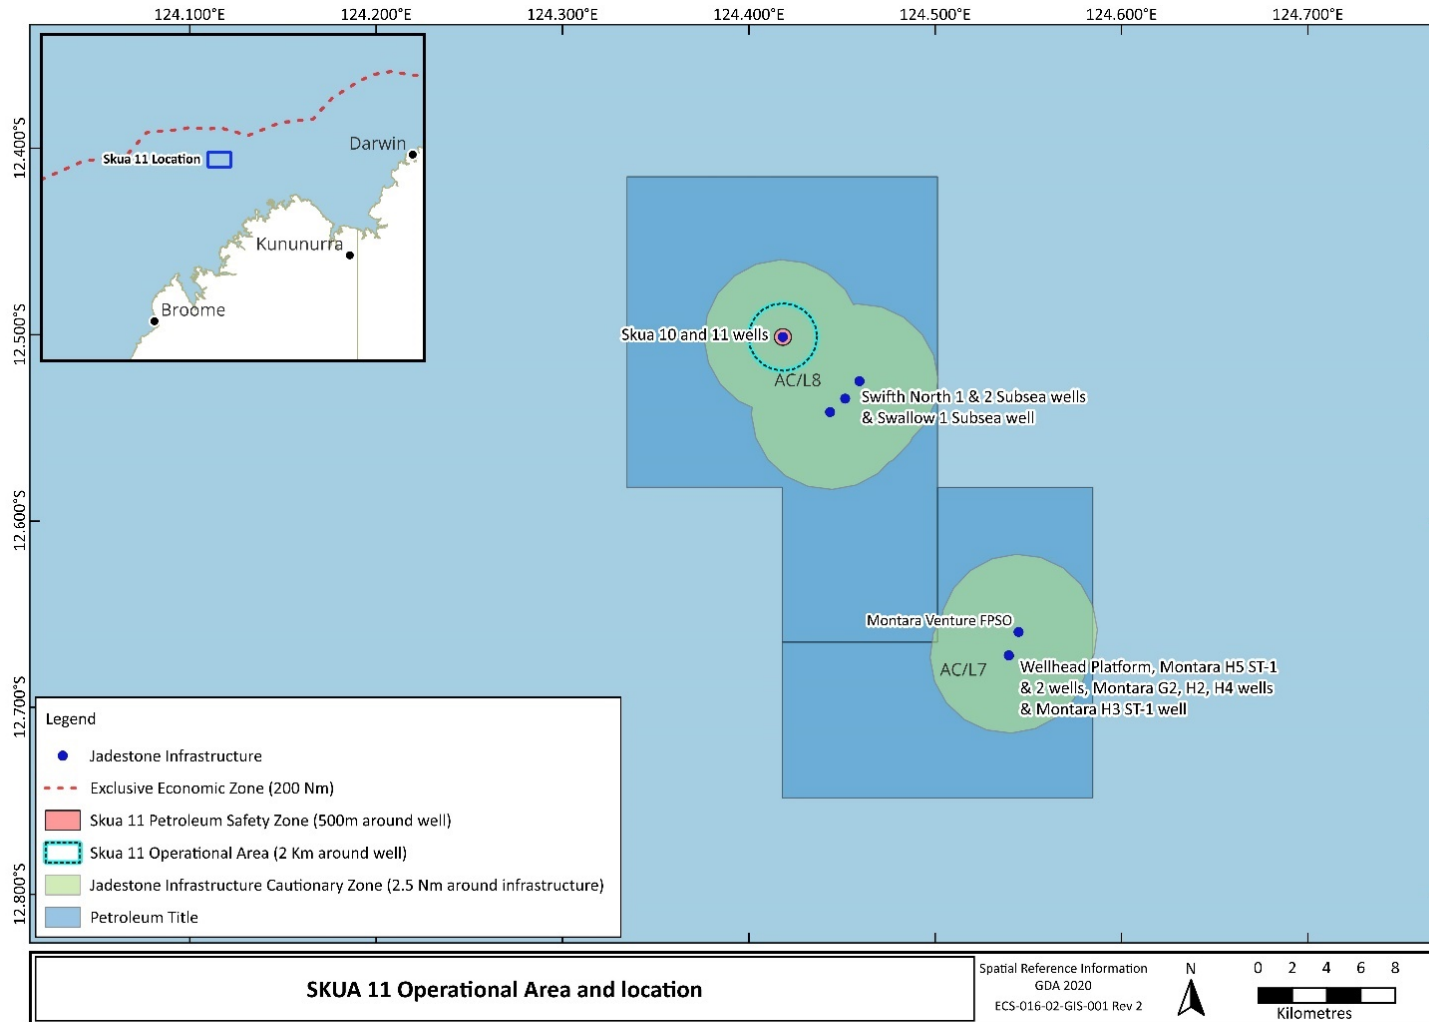 124.100°E
124.200°E
124.300°E
124.400°E
124.500°E
124.600°E
124.700°E
12.400°S
12.500°S
12.600°S
12.700°S
12.800°S
Darwin
Skua 11 Location
Kununurra
Broome
Skua 10 and 11 wells
AC/L8
Swifth North 1 & 2 Subsea wells
& Swallow 1 Subsea well
Montara Venture FPSO
AC/L7
Wellhead Platform, Montara H5 ST-1
& 2 wells, Montara G2, H2, H4 wells
& Montara H3 ST-1 well
Legend
Jadestone Infrastructure
Exclusive Economic Zone (200 Nm)
Skua 11 Petroleum Safety Zone (500m around well)
Skua 11 Operational Area (2 Km around well)
Jadestone Infrastructure Cautionary Zone (2.5 Nm around infrastructure)
Petroleum Title
SKUA 11 Operational Area and location
Spatial Reference Information
GDA 2020
ECS-016-02-GIS-001 Rev 2
N
0 2 4 6 8
Kilometres